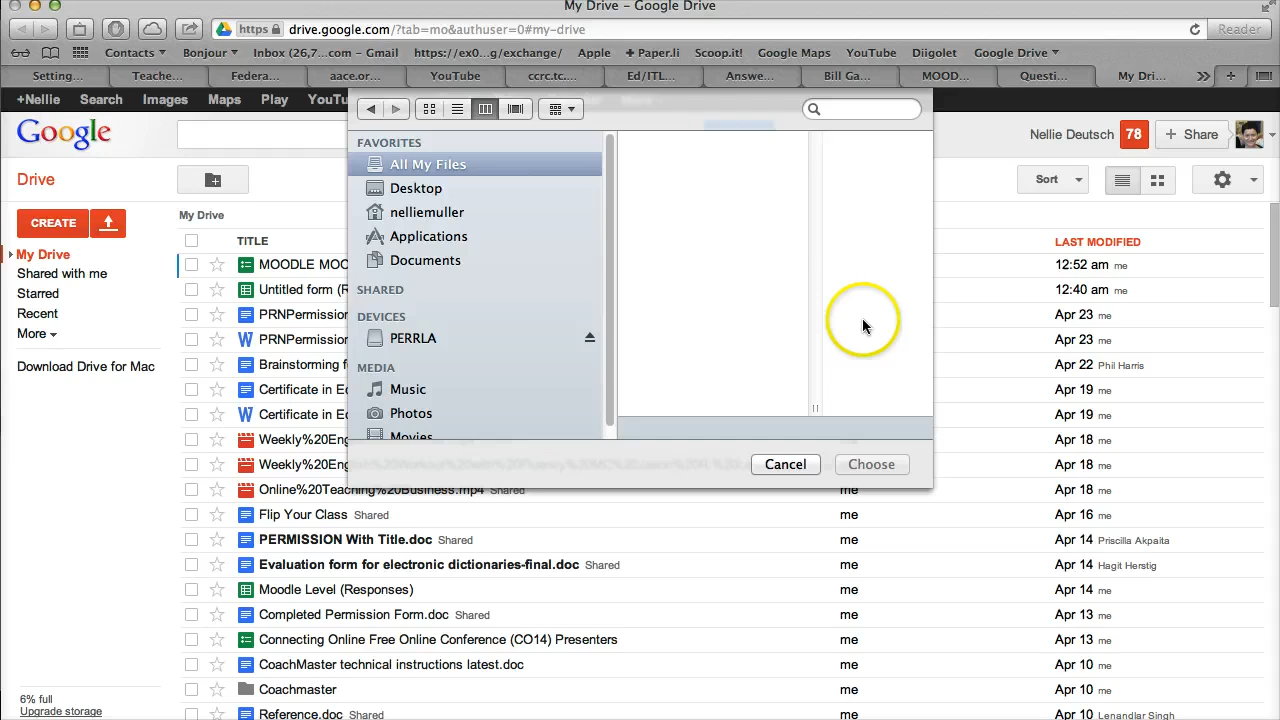 My Drive – Google Drive
https drive.google.com/?tab=mo&authuser=0#my-drive Reader
Contacts Bonjour Inbox (26,7...com – Gmail https://ex0...g/exchange/ Apple + Paper.li Scoop.it! Google Maps YouTube Diigolet Google Drive
Setting... Teache... Federa... aace.or... YouTube ccrc.tc... Ed/ITL... Answe... Bill Ga... MOOD... Questi... My Dri...
+Nellie Search Images Maps Play YouTu
Google
Nellie Deutsch 78 + Share
Drive
Sort
CREATE
My Drive
Shared with me
Starred
Recent
More
Download Drive for Mac
6% full
Upgrade storage
FAVORITES
All My Files
Desktop
nelliemuller
Applications
Documents
SHARED
DEVICES
PERRLA
MEDIA
Music
Photos
Movies
Cancel Choose
My Drive
TITLE LAST MODIFIED
MOODLE MOO 12:52 am me
Untitled form (R 12:40 am me
PRNPermission Apr 23 me
PRNPermission Apr 23 me
Brainstorming f Apr 22 Phil Harris
Certificate in Ec Apr 19 me
Certificate in Ec Apr 19 me
Weekly%20Eng Apr 18 me
Weekly%20Eng Apr 18 me
Online%20Teaching%20Business.mp4 Shared me Apr 18 me
Flip Your Class Shared me Apr 16 me
PERMISSION With Title.doc Shared me Apr 14 Priscilla Akpaita
Evaluation form for electronic dictionaries-final.doc Shared me Apr 14 Hagit Herstig
Moodle Level (Responses) me Apr 14 me
Completed Permission Form.doc Shared me Apr 13 me
Connecting Online Free Online Conference (CO14) Presenters me Apr 13 me
CoachMaster technical instructions latest.doc me Apr 10 me
Coachmaster me Apr 10 me
Reference.doc Shared me Apr 10 Lenandlar Singh